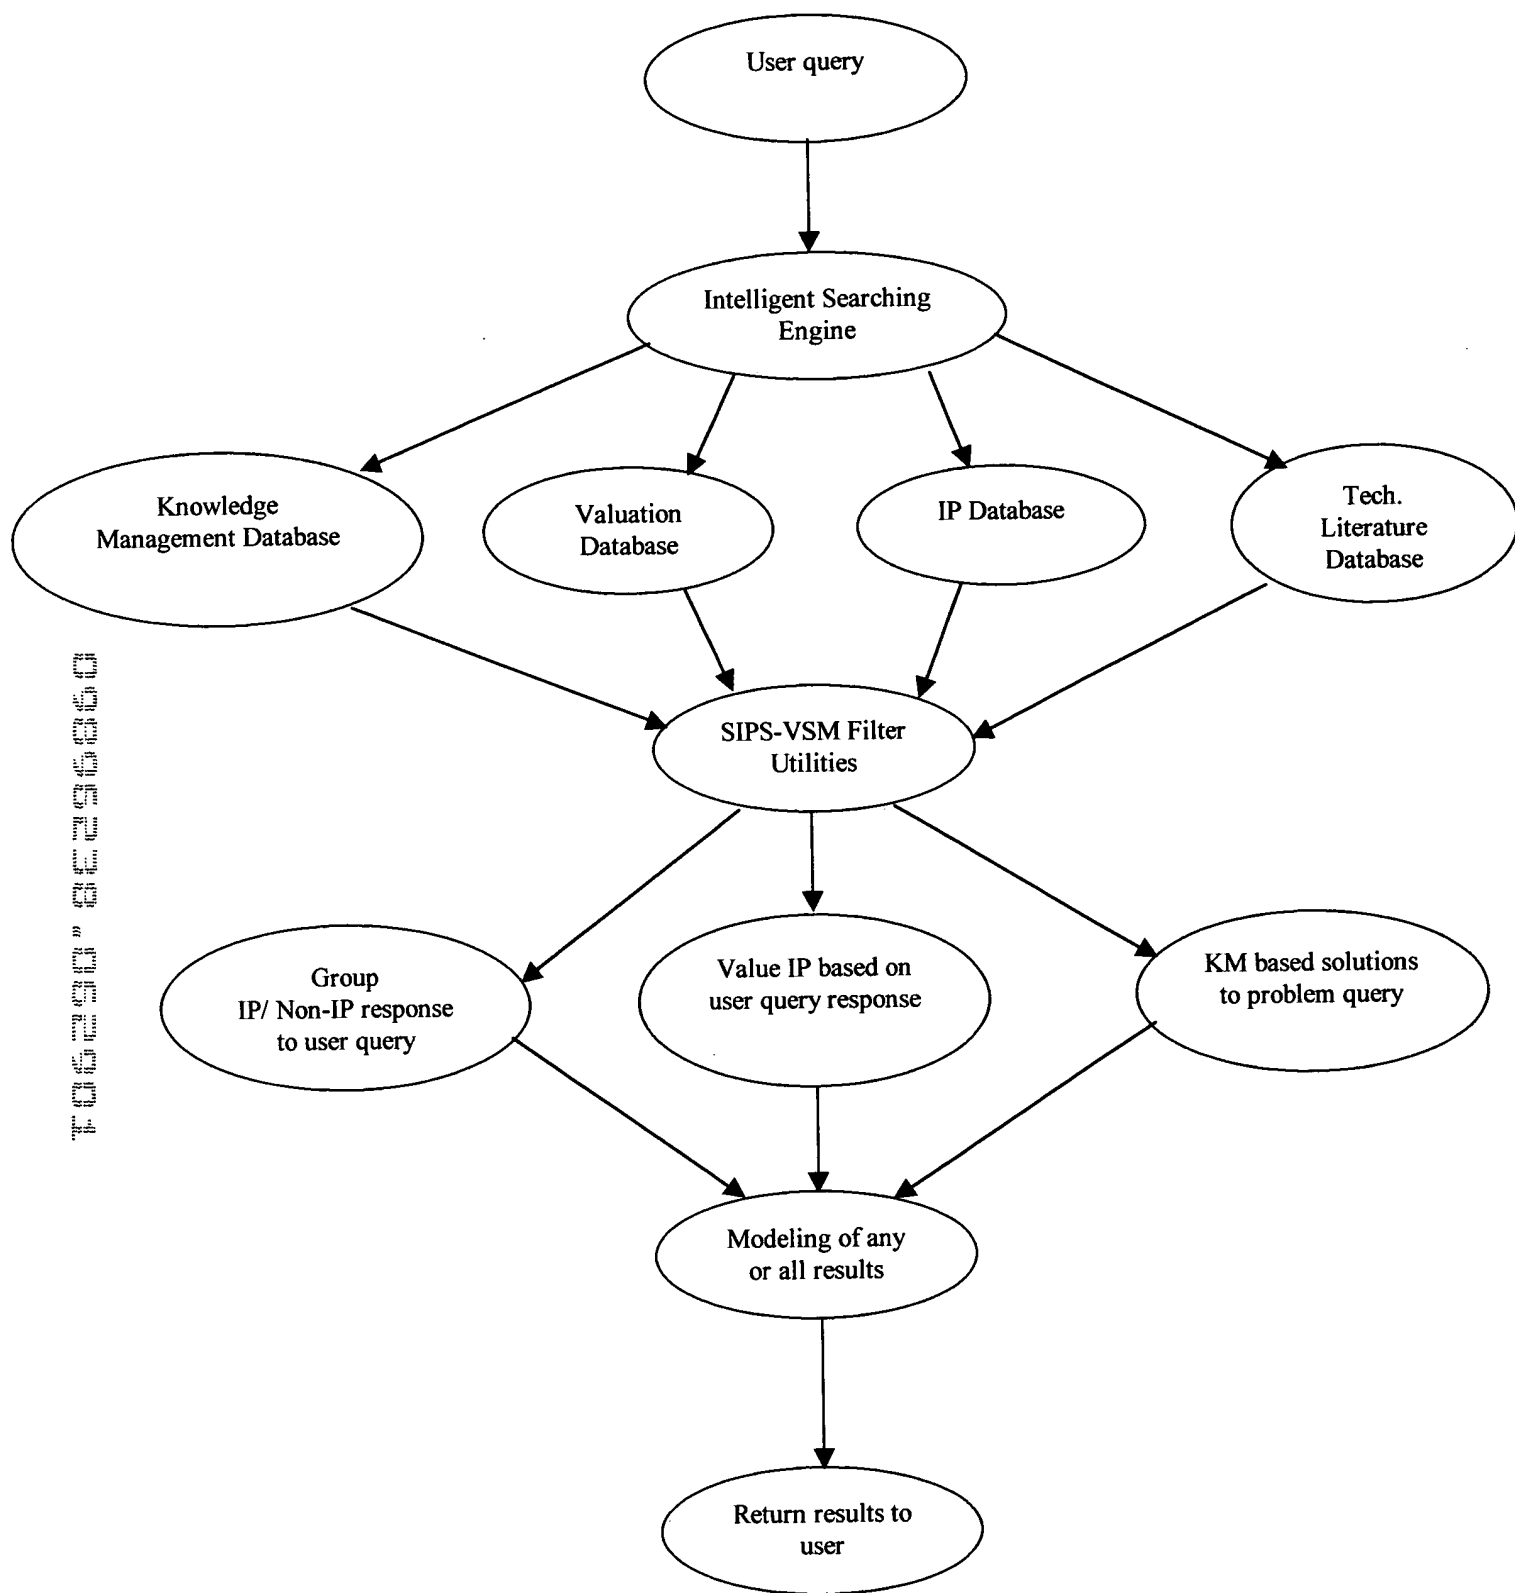 User query
Intelligent Searching
Engine
Knowledge
Management Database
Valuation
Database
IP Database
Tech.
Literature
Database
SIPS-VSM Filter
Utilities
Group
IP/ Non-IP response
to user query
Value IP based on
user query response
KM based solutions
to problem query
Modeling of any
or all results
Return results to
user